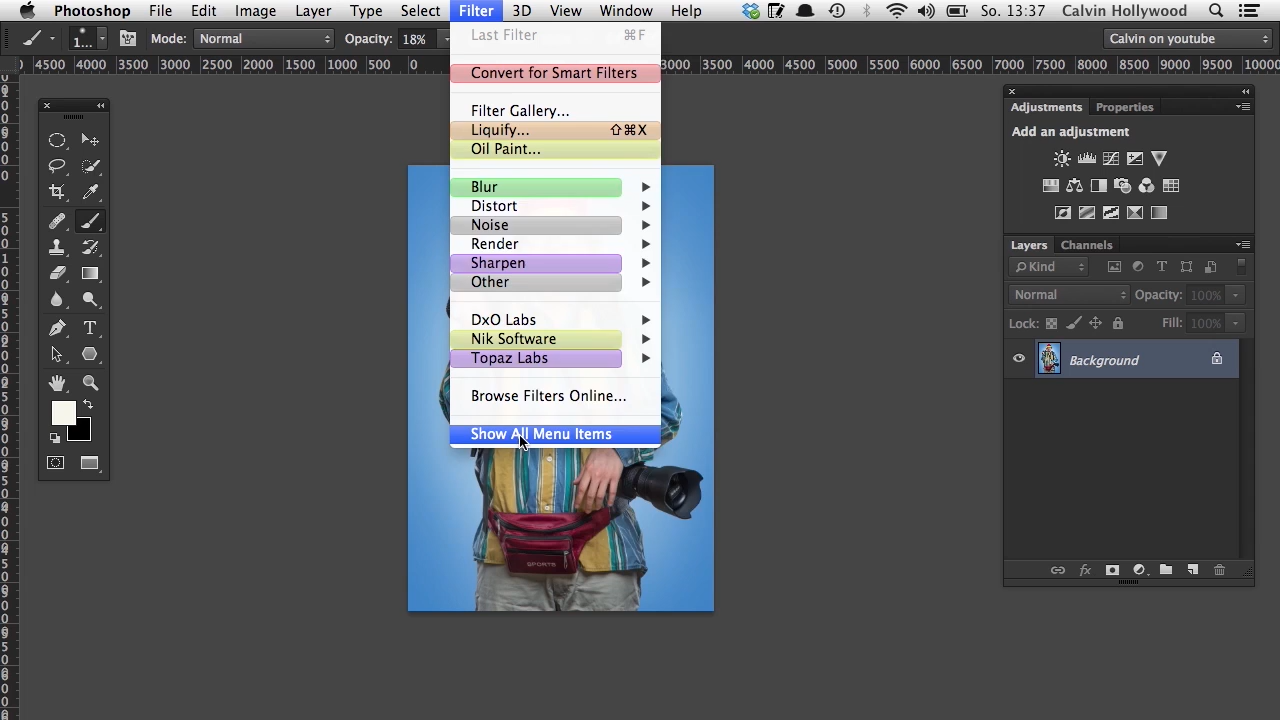 Photoshop File Edit Image Layer Type Select Filter 3D View Window Help So. 13:37 Calvin Hollywood
1... Mode: Normal Opacity: 18% Calvin on youtube
4500 4000 3500 3000 2500 2000 1500 1000 500 0 3000 3500 4000 4500 5000 5500 6000 6500 7000 7500 8000 8500 9000 9500 10000
Last Filter ⌘F
Convert for Smart Filters
Filter Gallery...
Liquify... ⇧⌘X
Oil Paint...
Blur
Distort
Noise
Render
Sharpen
Other
DxO Labs
Nik Software
Topaz Labs
Browse Filters Online...
Show All Menu Items
SPORTS
Adjustments Properties
Add an adjustment
Layers Channels
Kind
Normal Opacity: 100%
Lock: Fill: 100%
Background